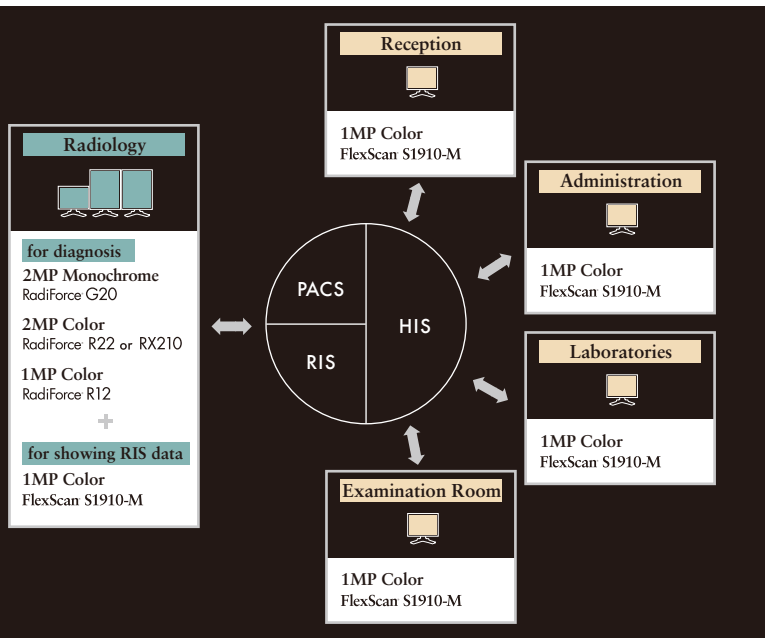 Reception
1MP Color
FlexScan S1910-M
Radiology
for diagnosis
2MP Monochrome
RadiForce G20
2MP Color
RadiForce R22 or RX210
1MP Color
RadiForce R12
+
for showing RIS data
1MP Color
FlexScan S1910-M
PACS
RIS
HIS
Administration
1MP Color
FlexScan S1910-M
Laboratories
1MP Color
FlexScan S1910-M
Examination Room
1MP Color
FlexScan S1910-M